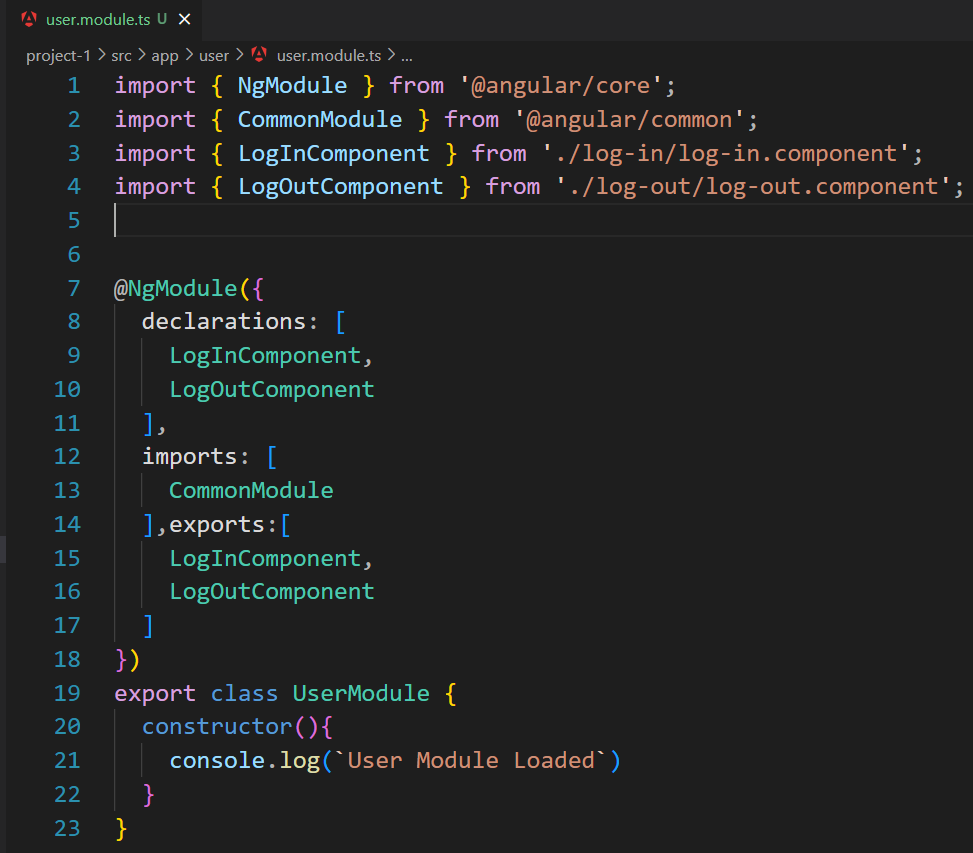 user.module.ts U ×
project-1 > src > app > user > user.module.ts > ...
1 import { NgModule } from '@angular/core';
2 import { CommonModule } from '@angular/common';
3 import { LogInComponent } from './log-in/log-in.component';
4 import { LogOutComponent } from './log-out/log-out.component';
5
6
7 @NgModule({
8   declarations: [
9     LogInComponent,
10     LogOutComponent
11   ],
12   imports: [
13     CommonModule
14   ],exports:[
15     LogInComponent,
16     LogOutComponent
17   ]
18 })
19 export class UserModule {
20   constructor(){
21     console.log(`User Module Loaded`)
22   }
23 }